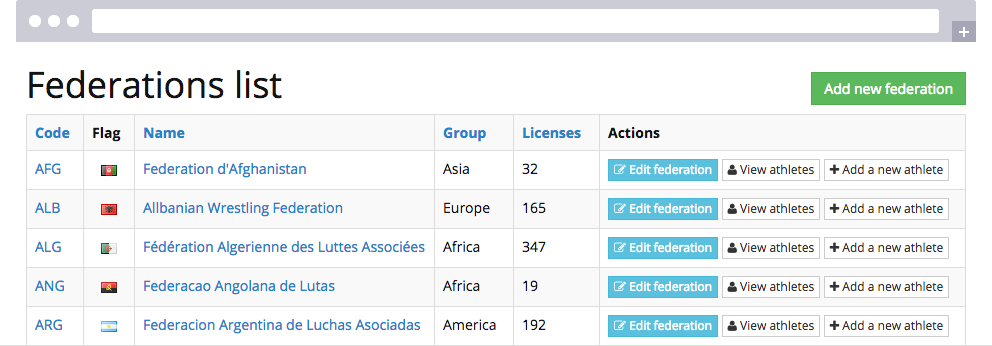 Federations list
Add new federation
Code Flag Name Group Licenses Actions
AFG Federation d'Afghanistan Asia 32 Edit federation View athletes Add a new athlete
ALB Allbanian Wrestling Federation Europe 165 Edit federation View athletes Add a new athlete
ALG Fédération Algerienne des Luttes Associées Africa 347 Edit federation View athletes Add a new athlete
ANG Federacao Angolana de Lutas Africa 19 Edit federation View athletes Add a new athlete
ARG Federacion Argentina de Luchas Asociadas America 192 Edit federation View athletes Add a new athlete